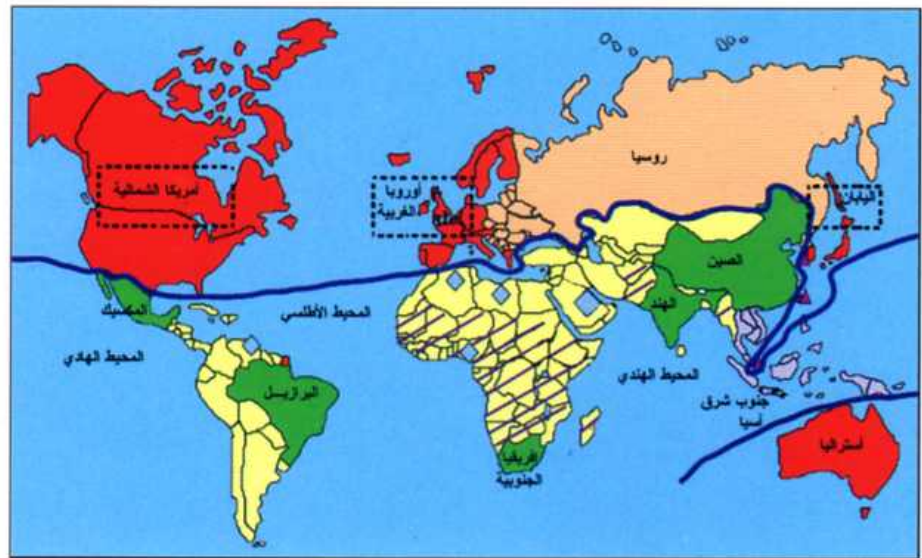 روسيا
أمريكا الشمالية
أوروبا
الغربية
اليابان
الصين
الهند
المكسيك
المحيط الأطلسي
المحيط الهادي
المحيط الهندي
جنوب شرق
آسيا
البرازيل
إفريقيا
الجنوبية
أستراليا